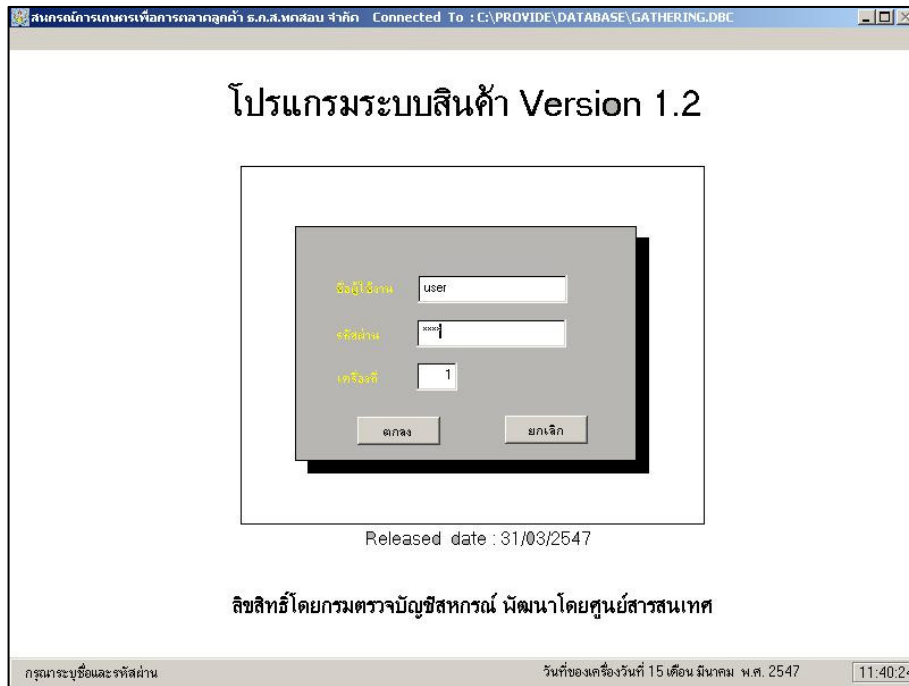 สหกรณ์การเกษตรเพื่อการตลาดลูกค้า ธ.ก.ส.ทดสอบ จำกัด Connected To : C:\PROVIDE\DATABASE\GATHERING.DBC
โปรแกรมระบบสินค้า Version 1.2
ชื่อผู้ใช้งาน user
รหัสผ่าน ****
เครื่องที่ 1
ตกลง ยกเลิก
Released date : 31/03/2547
ลิขสิทธิ์โดยกรมตรวจบัญชีสหกรณ์ พัฒนาโดยศูนย์สารสนเทศ
กรุณาระบุชื่อและรหัสผ่าน วันที่ของเครื่องวันที่ 15 เดือน มีนาคม พ.ศ. 2547 11:40:24